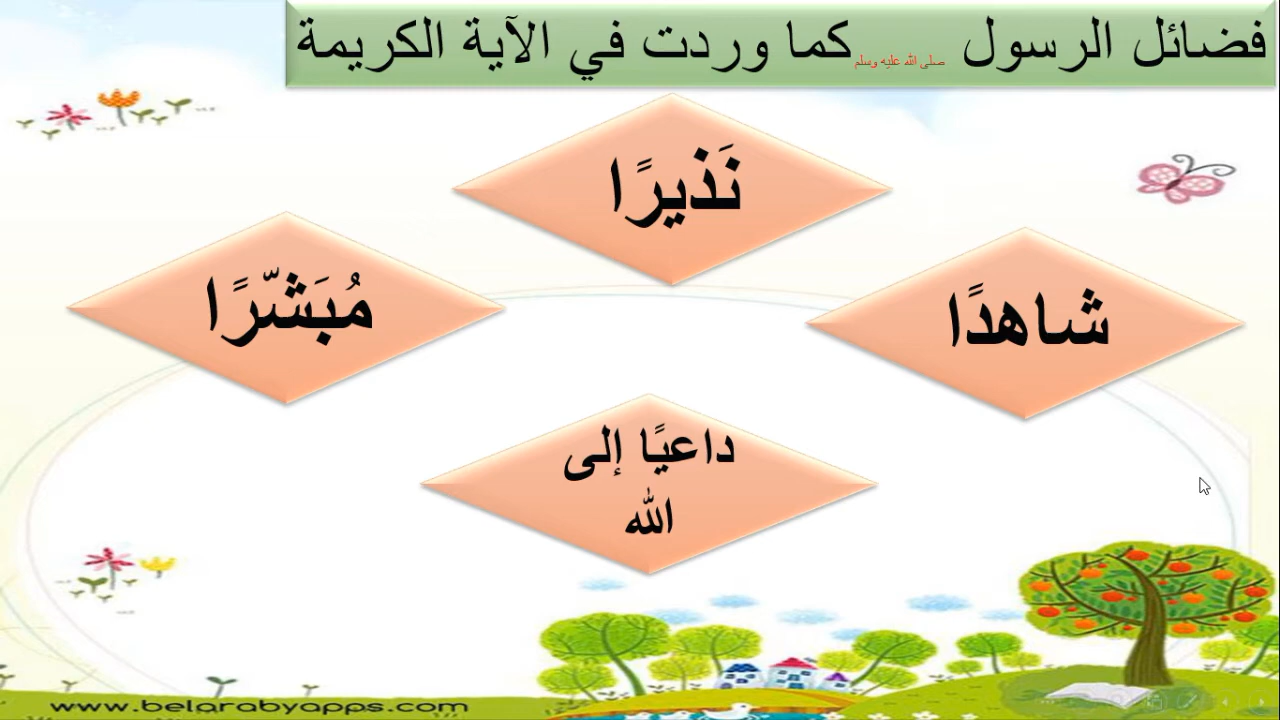 فضائل الرسول صلى الله عليه وسلم كما وردت في الآية الكريمة
نَذيرًا
مُبَشّرًا
شاهدًا
داعيًا إلى
الله
www.belarabyapps.com